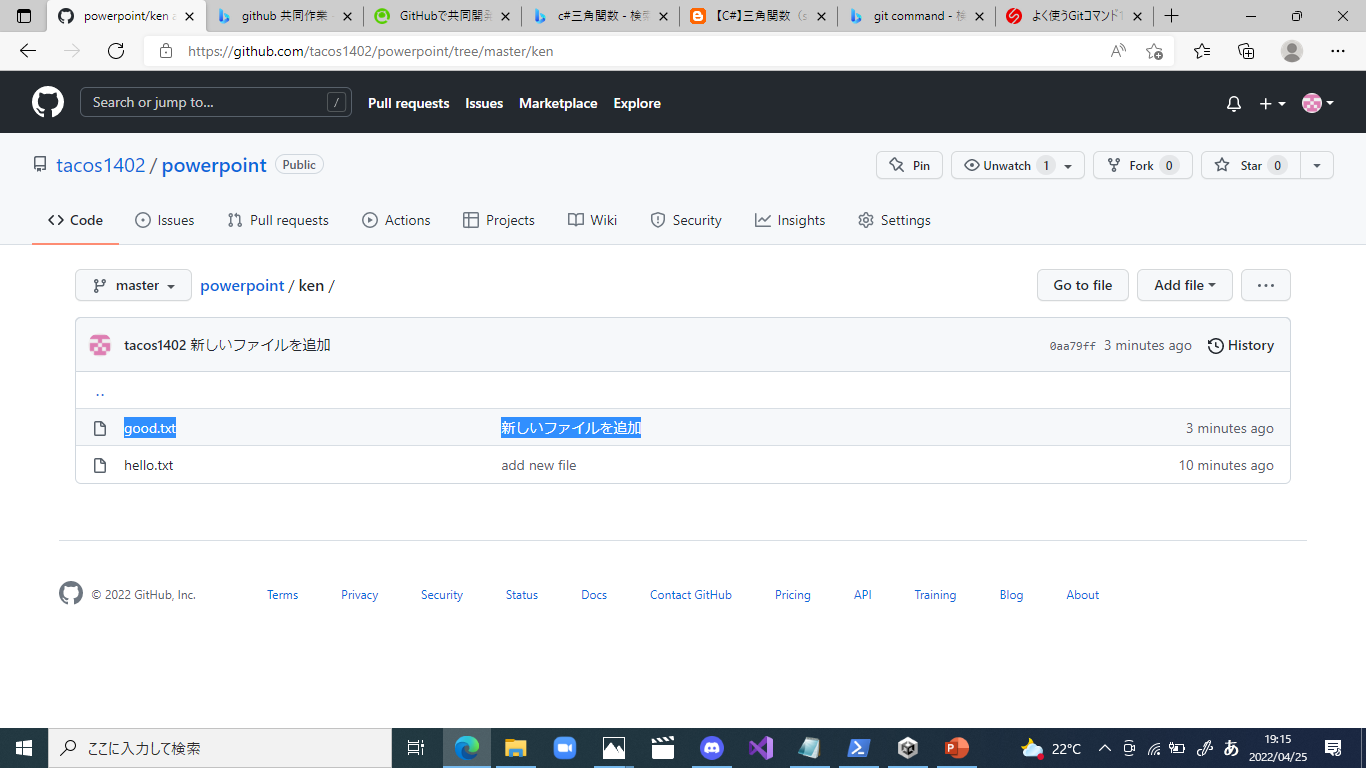 powerpoint/ken a
github 共同作業 -
GitHubで共同開発
c#三角関数 - 検索
【C#】三角関数（s
git command - 検
よく使うGitコマンド
https://github.com/tacos1402/powerpoint/tree/master/ken
Search or jump to... /
Pull requests Issues Marketplace Explore
tacos1402 / powerpoint Public
Pin Unwatch 1 Fork 0 Star 0
Code Issues Pull requests Actions Projects Wiki Security Insights Settings
master powerpoint / ken / Go to file Add file ...
tacos1402 新しいファイルを追加 0aa79ff 3 minutes ago History
..
good.txt 新しいファイルを追加 3 minutes ago
hello.txt add new file 10 minutes ago
© 2022 GitHub, Inc. Terms Privacy Security Status Docs Contact GitHub Pricing API Training Blog About
ここに入力して検索 22°C あ 19:15
2022/04/25